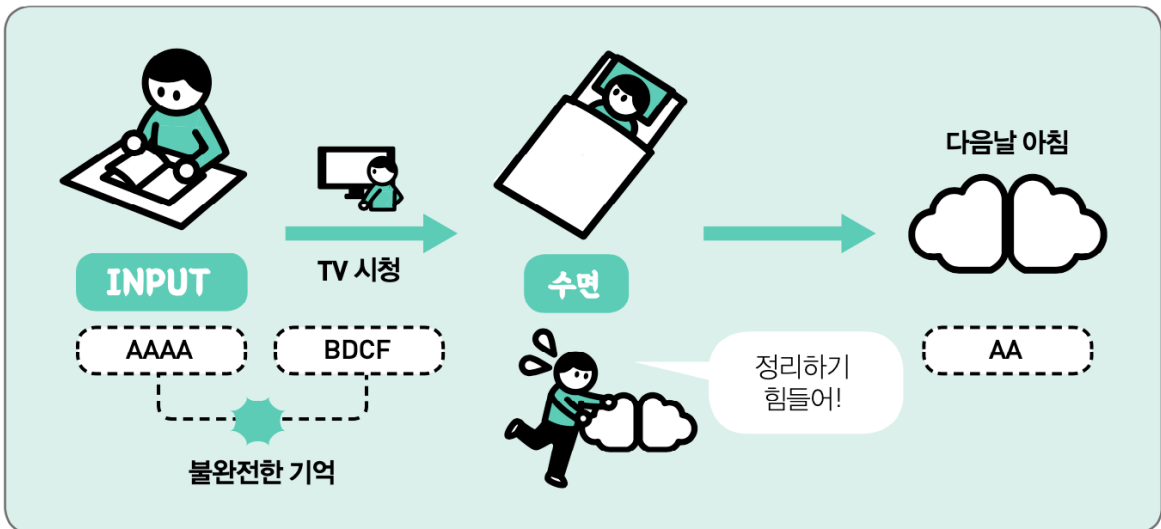 다음날 아침
TV 시청
INPUT
수면
AAAA
BDCF
정리하기
힘들어!
AA
불완전한 기억